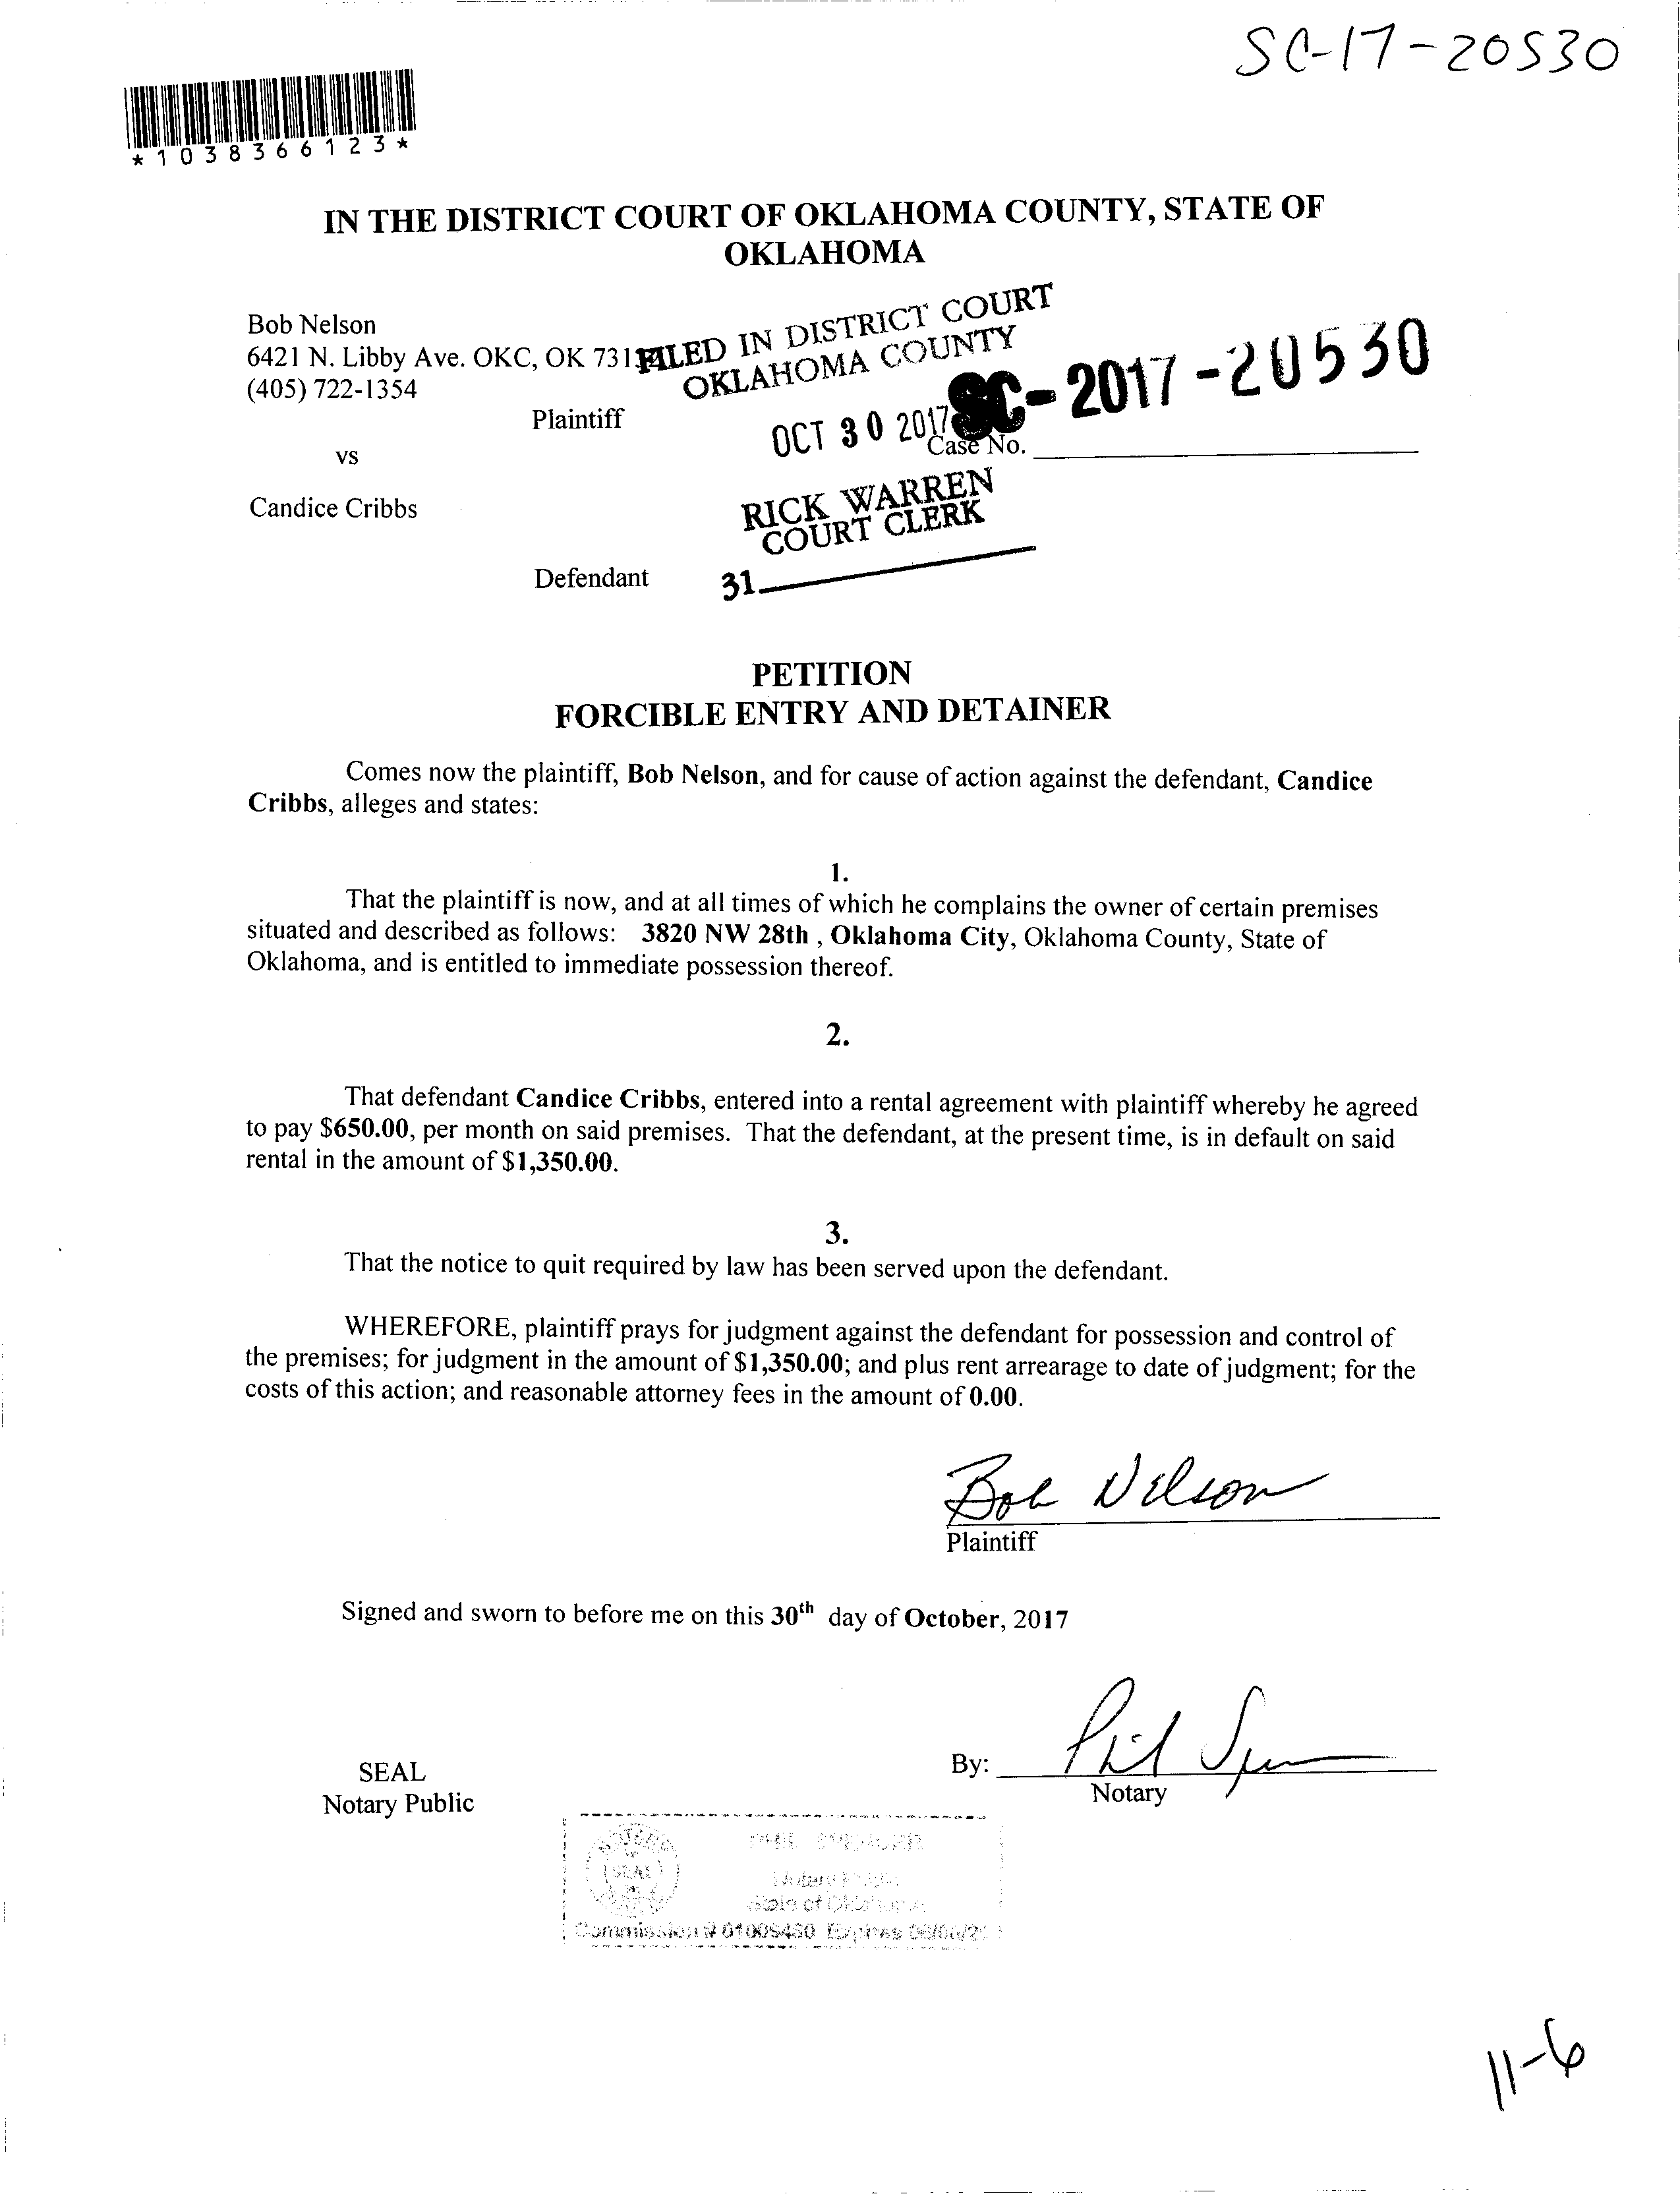 SC-17-20530
*1038366123*
IN THE DISTRICT COURT OF OKLAHOMA COUNTY, STATE OF
OKLAHOMA
Bob Nelson
6421 N. Libby Ave. OKC, OK 731
(405) 722-1354
Plaintiff
vs
Candice Cribbs
Defendant
FILED IN DISTRICT COURT
OKLAHOMA COUNTY
OCT 30 2017
SC-2017-20530
Case No.
RICK WARREN
COURT CLERK
31
PETITION
FORCIBLE ENTRY AND DETAINER
Comes now the plaintiff, Bob Nelson, and for cause of action against the defendant, Candice
Cribbs, alleges and states:
1.
That the plaintiff is now, and at all times of which he complains the owner of certain premises
situated and described as follows: 3820 NW 28th , Oklahoma City, Oklahoma County, State of
Oklahoma, and is entitled to immediate possession thereof.
2.
That defendant Candice Cribbs, entered into a rental agreement with plaintiff whereby he agreed
to pay $650.00, per month on said premises. That the defendant, at the present time, is in default on said
rental in the amount of $1,350.00.
3.
That the notice to quit required by law has been served upon the defendant.
WHEREFORE, plaintiff prays for judgment against the defendant for possession and control of
the premises; for judgment in the amount of $1,350.00; and plus rent arrearage to date of judgment; for the
costs of this action; and reasonable attorney fees in the amount of 0.00.
Bob Nelson
Plaintiff
Signed and sworn to before me on this 30th day of October, 2017
By: Phil
Notary
SEAL
Notary Public
SEAL
State of
Commission # 01005450 Expires
11-6